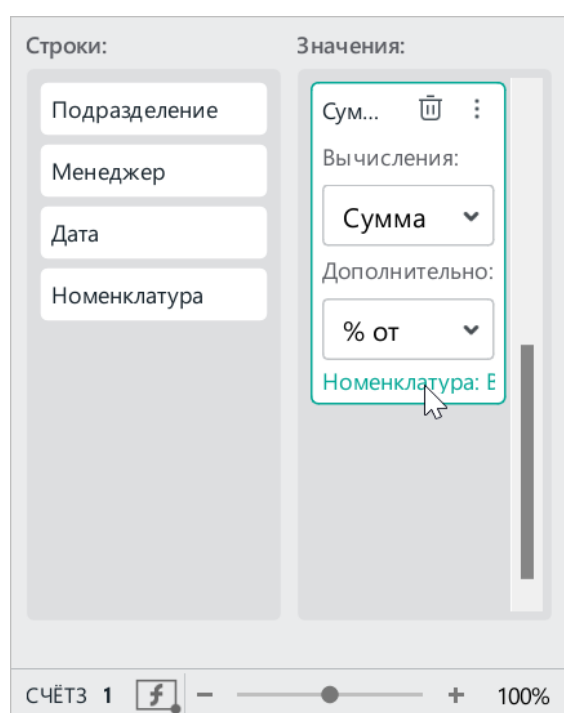 Строки:
Значения:
Подразделение
Менеджер
Дата
Номенклатура
Сум...
Вычисления:
Сумма
Дополнительно:
% от
Номенклатура: В
СЧЁТЗ 1
100%